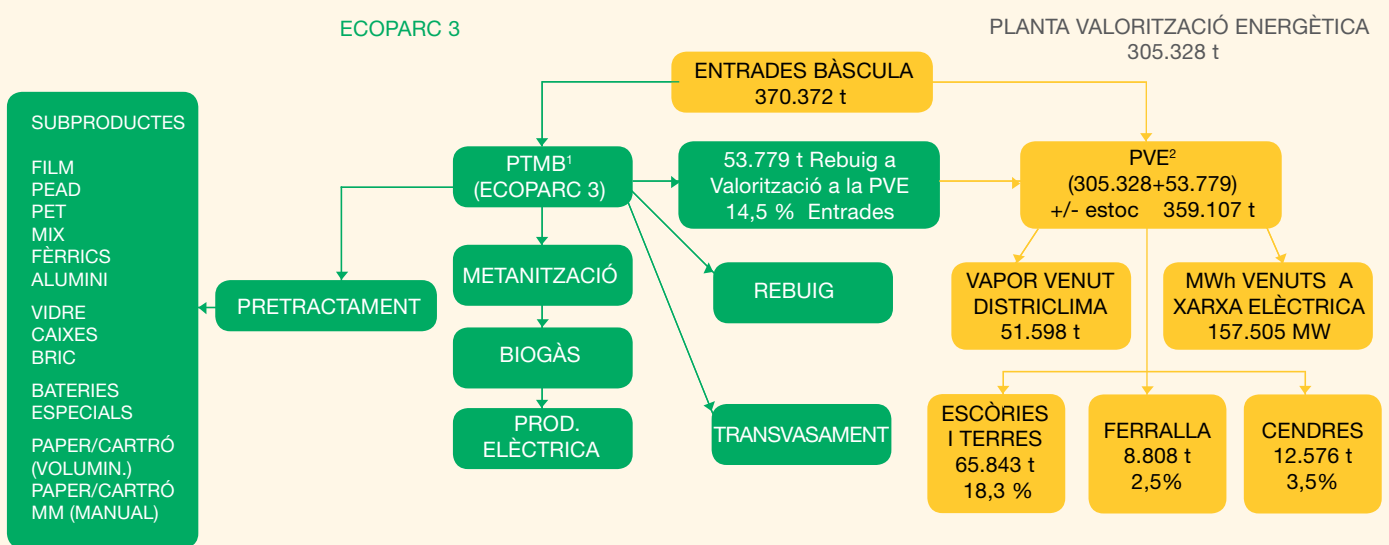 ECOPARC 3
PLANTA VALORITZACIÓ ENERGÈTICA
305.328 t
ENTRADES BÀSCULA
370.372 t
SUBPRODUCTES
FILM
PEAD
PET
MIX
FÈRRICS
ALUMINI
VIDRE
CAIXES
BRIC
BATERIES
ESPECIALS
PAPER/CARTRÓ
(VOLUMIN.)
PAPER/CARTRÓ
MM (MANUAL)
PRETRACTAMENT
PTMB¹
(ECOPARC 3)
METANITZACIÓ
BIOGÀS
PROD.
ELÈCTRICA
53.779 t Rebuig a
Valorització a la PVE
14,5 % Entrades
REBUIG
TRANSVASAMENT
PVE²
(305.328+53.779)
+/- estoc 359.107 t
VAPOR VENUT
DISTRICLIMA
51.598 t
MWh VENUTS A
XARXA ELÈCTRICA
157.505 MW
ESCÒRIES
I TERRES
65.843 t
18,3 %
FERRALLA
8.808 t
2,5%
CENDRES
12.576 t
3,5%